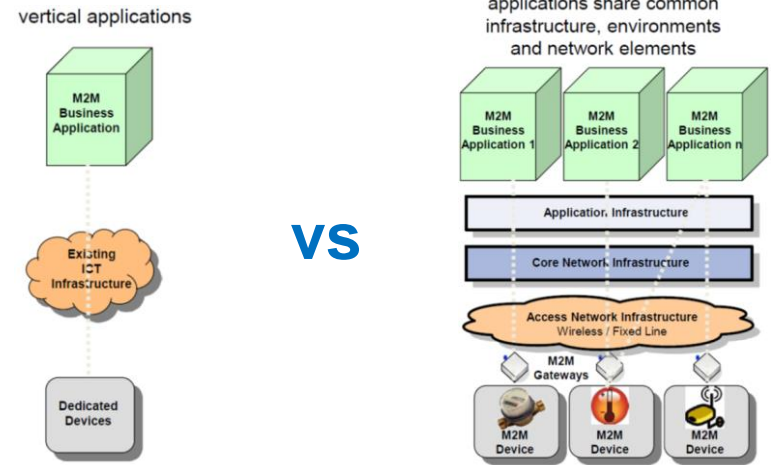 vertical applications
M2M
Business
Application
Existing
ICT
Infrastructure
Dedicated
Devices
vs
applications share common
infrastructure, environments
and network elements
M2M
Business
Application 1
M2M
Business
Application 2
M2M
Business
Application n
Application Infrastructure
Core Network Infrastructure
Access Network Infrastructure
Wireless / Fixed Line
M2M
Gateways
M2M
Device
M2M
Device
M2M
Device